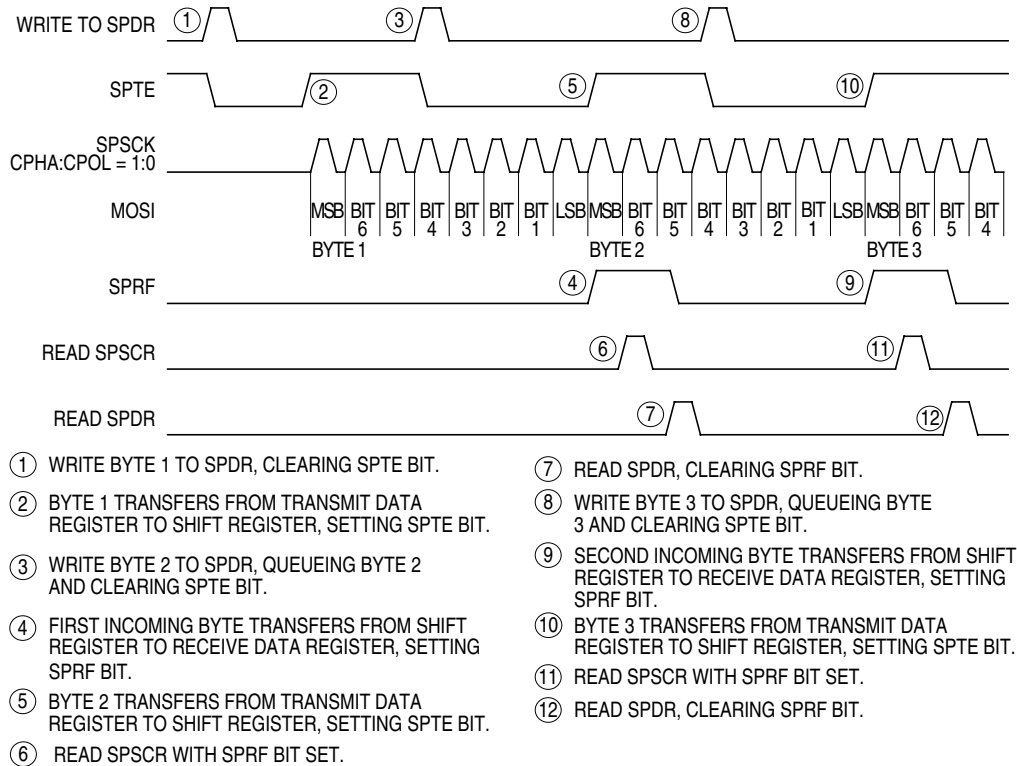 WRITE TO SPDR
1
3
8
SPTE
2
5
10
SPSCK
CPHA:CPOL = 1:0
MOSI
MSB BIT BIT BIT BIT BIT BIT LSB MSB BIT BIT BIT BIT BIT BIT LSB MSB BIT BIT BIT
6 5 4 3 2 1 6 5 4 3 2 1 6 5 4
BYTE 1 BYTE 2 BYTE 3
SPRF
4
9
READ SPSCR
6
11
READ SPDR
7
12
1 WRITE BYTE 1 TO SPDR, CLEARING SPTE BIT.
2 BYTE 1 TRANSFERS FROM TRANSMIT DATA
REGISTER TO SHIFT REGISTER, SETTING SPTE BIT.
3 WRITE BYTE 2 TO SPDR, QUEUEING BYTE 2
AND CLEARING SPTE BIT.
4 FIRST INCOMING BYTE TRANSFERS FROM SHIFT
REGISTER TO RECEIVE DATA REGISTER, SETTING
SPRF BIT.
5 BYTE 2 TRANSFERS FROM TRANSMIT DATA
REGISTER TO SHIFT REGISTER, SETTING SPTE BIT.
6 READ SPSCR WITH SPRF BIT SET.
7 READ SPDR, CLEARING SPRF BIT.
8 WRITE BYTE 3 TO SPDR, QUEUEING BYTE
3 AND CLEARING SPTE BIT.
9 SECOND INCOMING BYTE TRANSFERS FROM SHIFT
REGISTER TO RECEIVE DATA REGISTER, SETTING
SPRF BIT.
10 BYTE 3 TRANSFERS FROM TRANSMIT DATA
REGISTER TO SHIFT REGISTER, SETTING SPTE BIT.
11 READ SPSCR WITH SPRF BIT SET.
12 READ SPDR, CLEARING SPRF BIT.